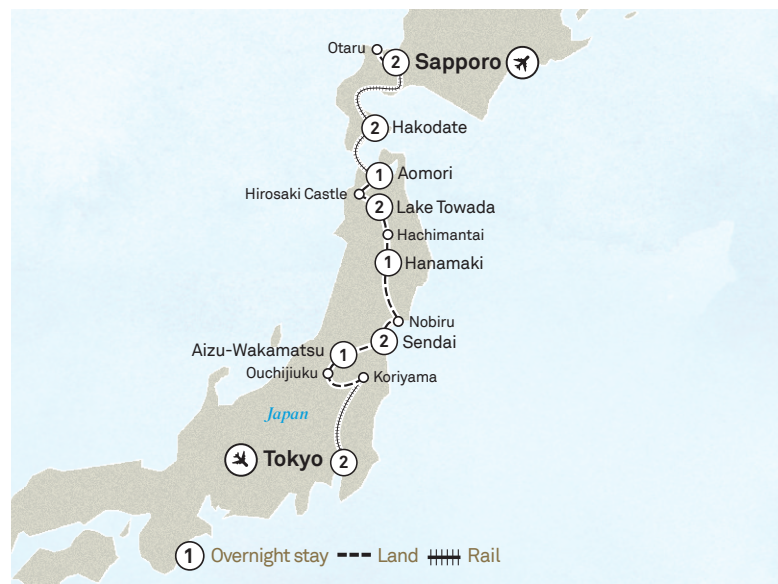 Otaru
2 Sapporo
2 Hakodate
1 Aomori
Hirosaki Castle
2 Lake Towada
Hachimantai
1 Hanamaki
Nobiru
2 Sendai
Aizu-Wakamatsu 1
Ouchijiuku
Koriyama
Japan
Tokyo 2
1 Overnight stay Land Rail